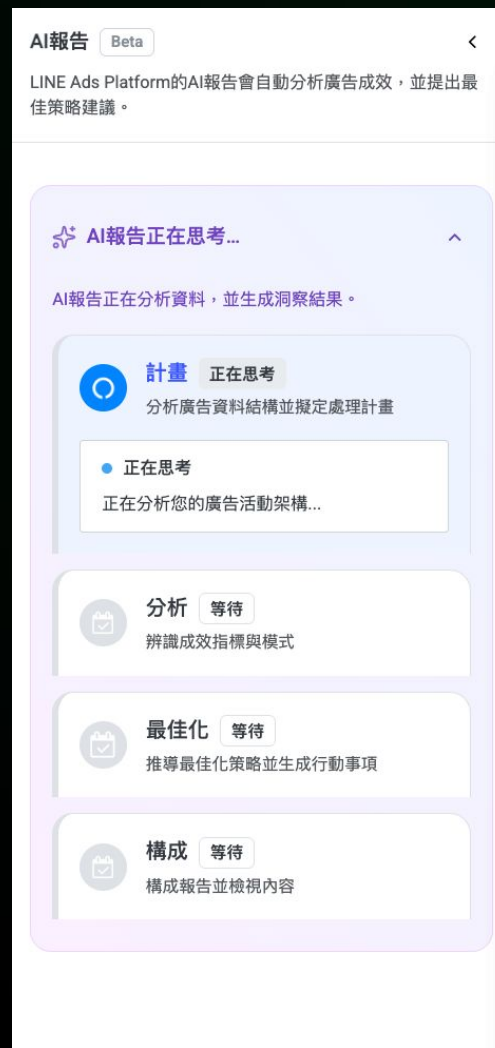 AI報告 Beta
LINE Ads Platform的AI報告會自動分析廣告成效，並提出最
佳策略建議。
AI報告正在思考...
AI報告正在分析資料，並生成洞察結果。
計畫 正在思考
分析廣告資料結構並擬定處理計畫
正在思考
正在分析您的廣告活動架構...
分析 等待
辨識成效指標與模式
最佳化 等待
推導最佳化策略並生成行動事項
構成 等待
構成報告並檢視內容